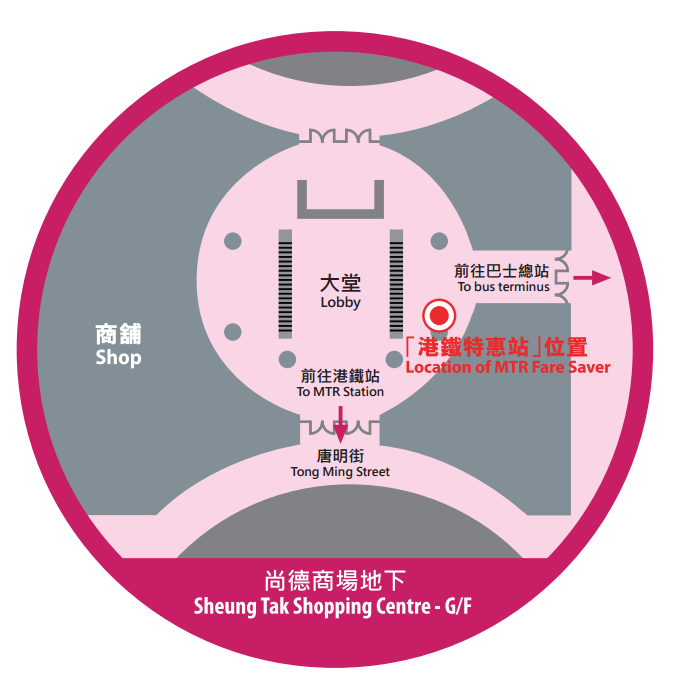 前往巴士總站
To bus terminus
大堂
Lobby
商舖
Shop
「港鐵特惠站」位置
Location of MTR Fare Saver
前往港鐵站
To MTR Station
唐明街
Tong Ming Street
尚德商場地下
Sheung Tak Shopping Centre - G/F